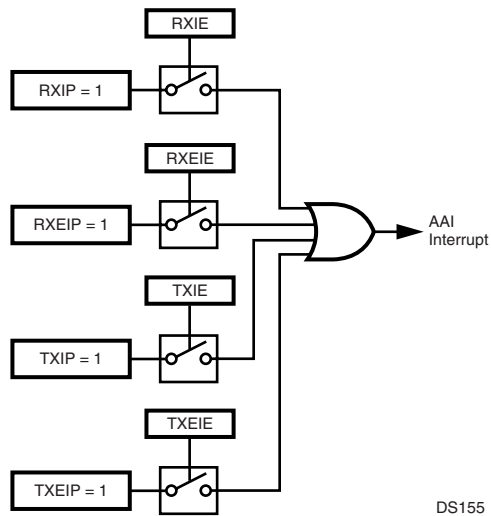 RXIE
RXIP = 1
RXEIE
RXEIP = 1
AAI
Interrupt
TXIE
TXIP = 1
TXEIE
TXEIP = 1
DS155